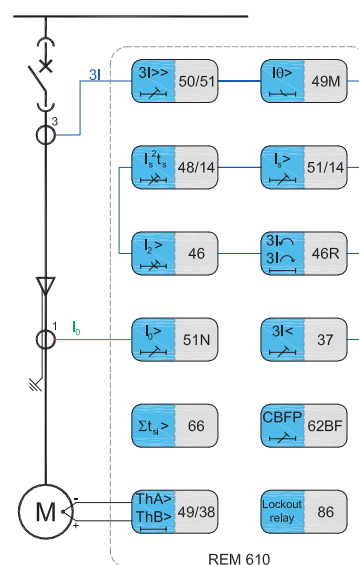 3I
3I>> 50/51
Iθ> 49M
3
Is²ts 48/14
Is> 51/14
I2> 46
3I
3I 46R
1
I0
I0> 51N
3I< 37
Σtsi> 66
CBFP 62BF
M
-
+
ThA>
ThB> 49/38
Lockout
relay 86
REM 610